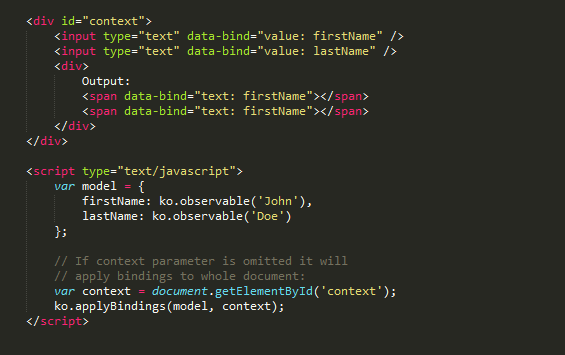 <div id="context">
<input type="text" data-bind="value: firstName" />
<input type="text" data-bind="value: lastName" />
<div>
Output:
<span data-bind="text: firstName"></span>
<span data-bind="text: firstName"></span>
</div>
</div>
<script type="text/javascript">
var model = {
firstName: ko.observable('John'),
lastName: ko.observable('Doe')
};
// If context parameter is omitted it will
// apply bindings to whole document:
var context = document.getElementById('context');
ko.applyBindings(model, context);
</script>